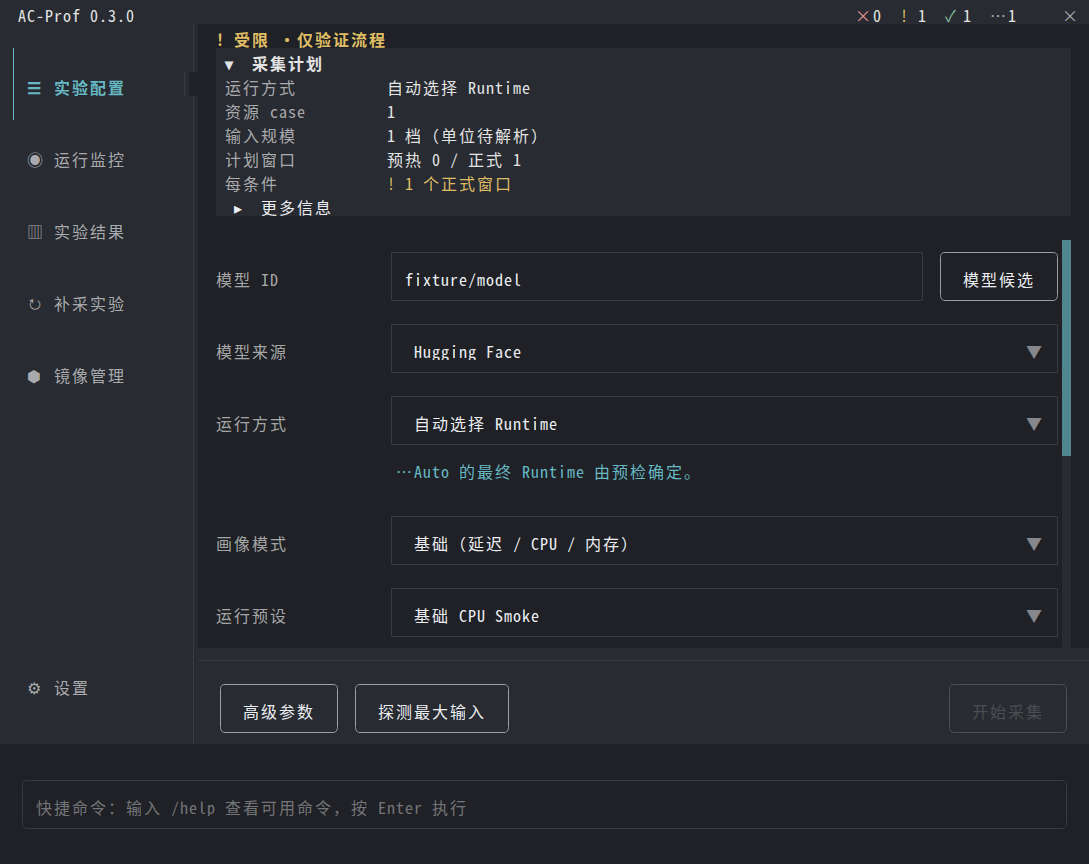 AC-Prof 0.3.0 ×0 ! 1 ✓ 1 …1 ×
! 受限 ·仅验证流程
▼ 采集计划
运行方式 自动选择 Runtime
资源 case 1
输入规模 1 档（单位待解析）
计划窗口 预热 0 / 正式 1
每条件 ! 1 个正式窗口
▶ 更多信息
☰ 实验配置
◉ 运行监控
▥ 实验结果
↻ 补采实验
⬢ 镜像管理
⚙ 设置
模型 ID fixture/model 模型候选
模型来源 Hugging Face ▼
运行方式 自动选择 Runtime ▼
…Auto 的最终 Runtime 由预检确定。
画像模式 基础（延迟 / CPU / 内存） ▼
运行预设 基础 CPU Smoke ▼
高级参数 探测最大输入 开始采集
快捷命令：输入 /help 查看可用命令，按 Enter 执行